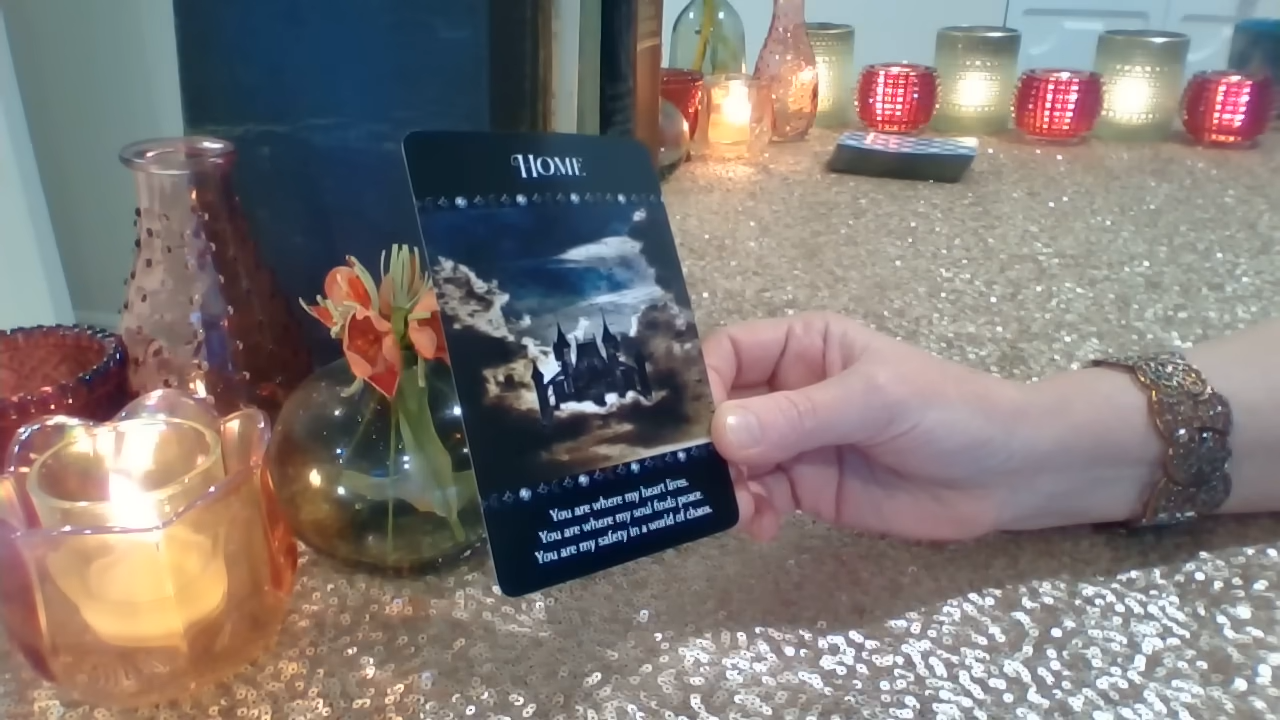 HOME
You are where my heart lives.
You are where my soul finds peace.
You are my safety in a world of chaos.